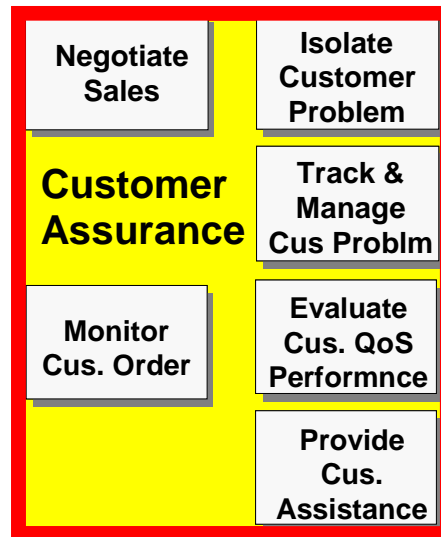 Negotiate
Sales
Isolate
Customer
Problem
Customer
Assurance
Track &
Manage
Cus Problm
Monitor
Cus. Order
Evaluate
Cus. QoS
Performnce
Provide
Cus.
Assistance